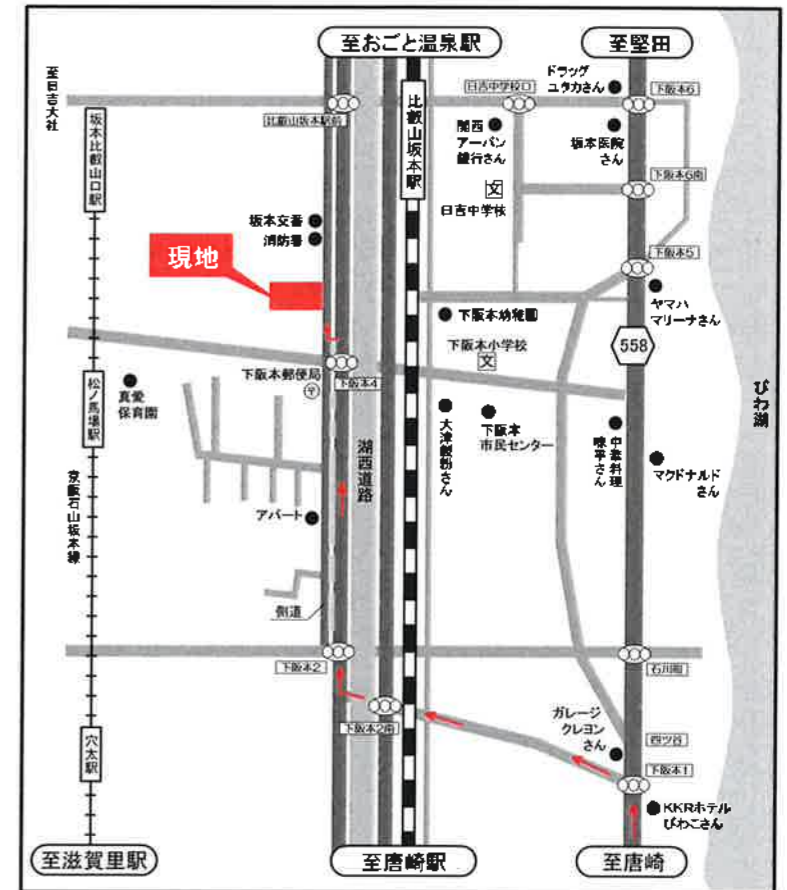 至おごと温泉駅
至堅田
至日吉大社
ドラッグ
ユタカさん
下阪本6
日吉中学校口
比叡山坂本駅前
比叡山坂本駅
関西
アーバン
銀行さん
坂本医院
さん
坂本比叡山口駅
文
日吉中学校
下阪本6南
坂本交番
消防署
現地
下阪本5
ヤマハ
マリーナさん
下阪本幼稚園
下阪本小学校
文
558
下阪本郵便局
〒
下阪本4
真愛
保育園
松ノ馬場駅
びわ湖
大津製粉さん
下阪本
市民センター
中華料理
味平さん
マクドナルド
さん
湖西道路
京阪石山坂本線
アパート
側道
下阪本2
石川町
下阪本2南
ガレージ
クレヨン
さん
四ツ谷
穴太駅
下阪本1
KKRホテル
びわこさん
至滋賀里駅
至唐崎駅
至唐崎